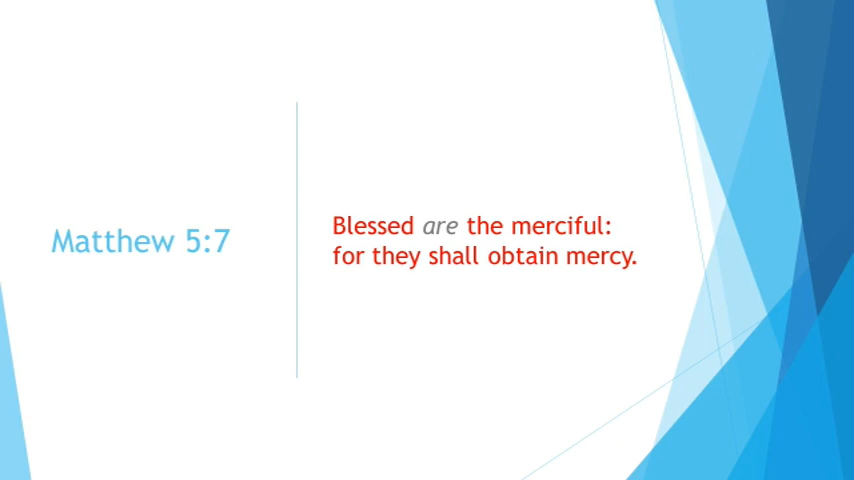 Matthew 5:7
Blessed are the merciful:
for they shall obtain mercy.